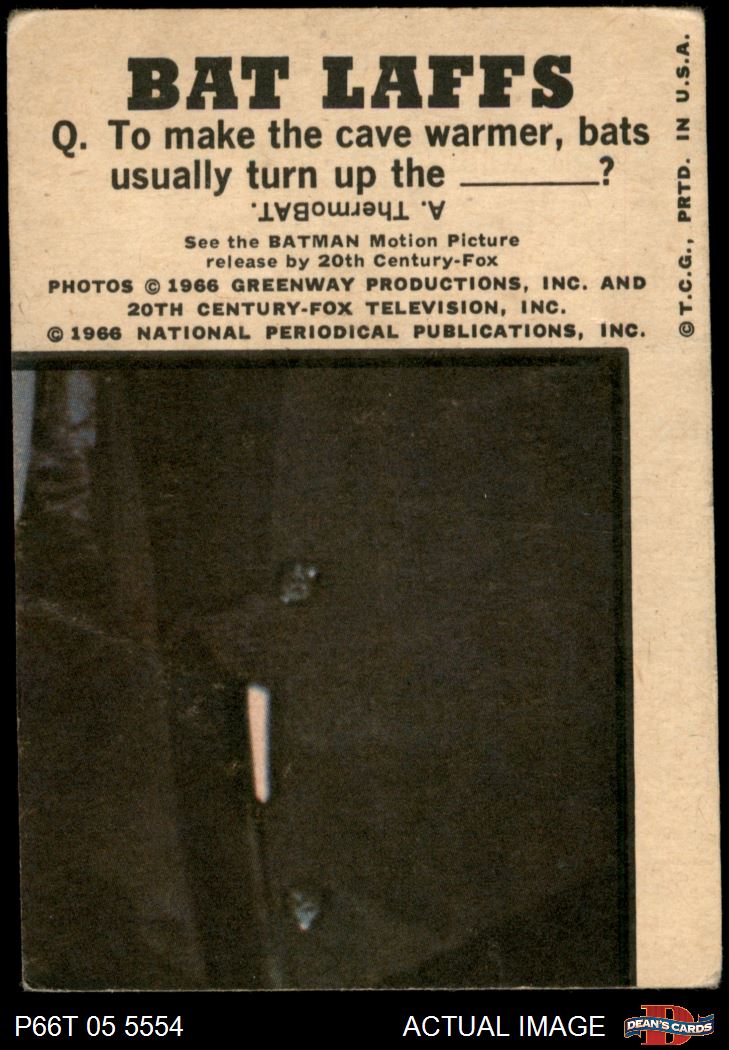 BAT LAFFS
Q. To make the cave warmer, bats
usually turn up the ________?
A. ThermoBAT.
See the BATMAN Motion Picture
release by 20th Century-Fox
PHOTOS © 1966 GREENWAY PRODUCTIONS, INC. AND
20TH CENTURY-FOX TELEVISION, INC.
© 1966 NATIONAL PERIODICAL PUBLICATIONS, INC.
© T.C.G., PRTD. IN U.S.A.
P66T 05 5554
ACTUAL IMAGE
D
DEAN'S CARDS